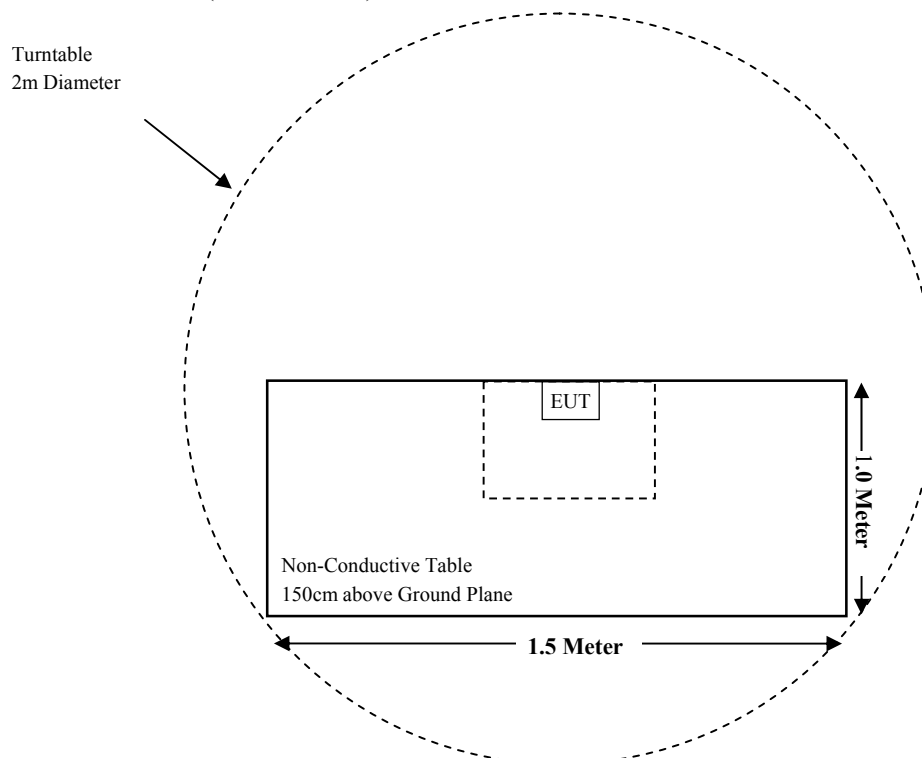 Turntable
2m Diameter
EUT
1.0 Meter
Non-Conductive Table
150cm above Ground Plane
1.5 Meter